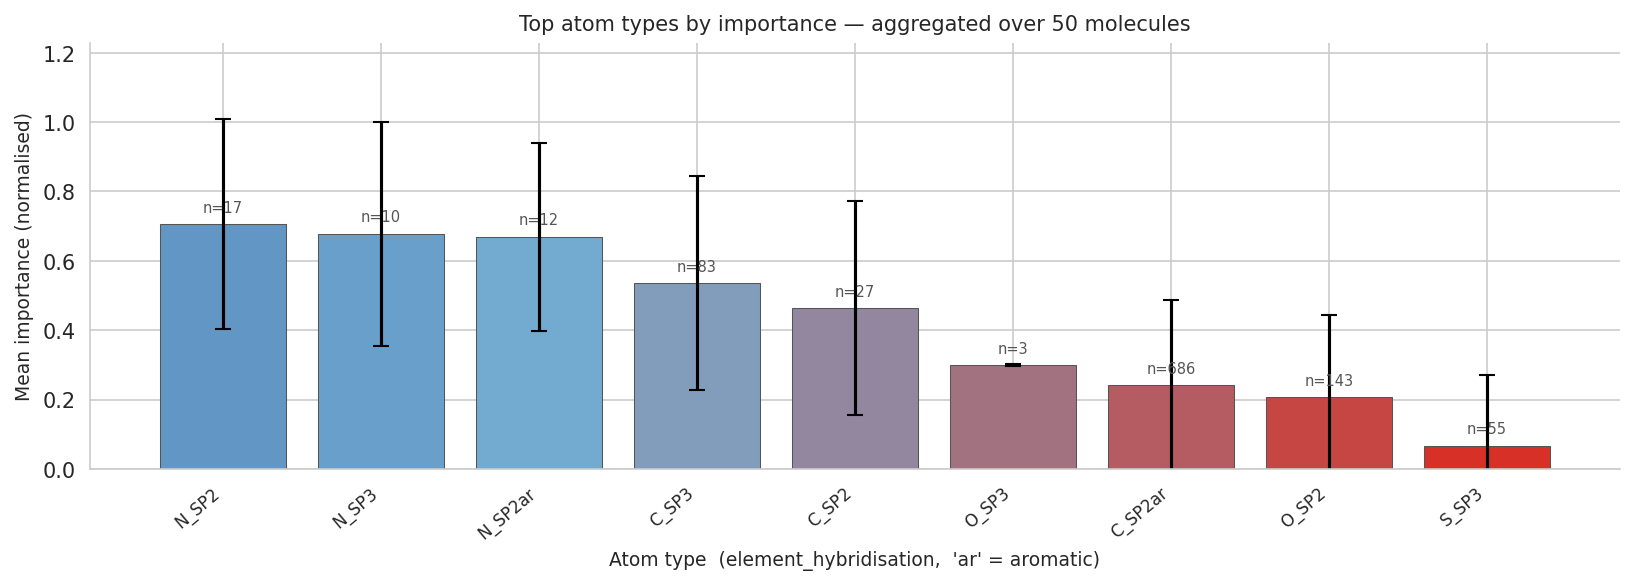 Top atom types by importance — aggregated over 50 molecules
Mean importance (normalised)
1.2
1.0
0.8
0.6
0.4
0.2
0.0
n=17
n=10
n=12
n=83
n=27
n=3
n=686
n=143
n=55
N_SP2
N_SP3
N_SP2ar
C_SP3
C_SP2
O_SP3
C_SP2ar
O_SP2
S_SP3
Atom type  (element_hybridisation,  'ar' = aromatic)